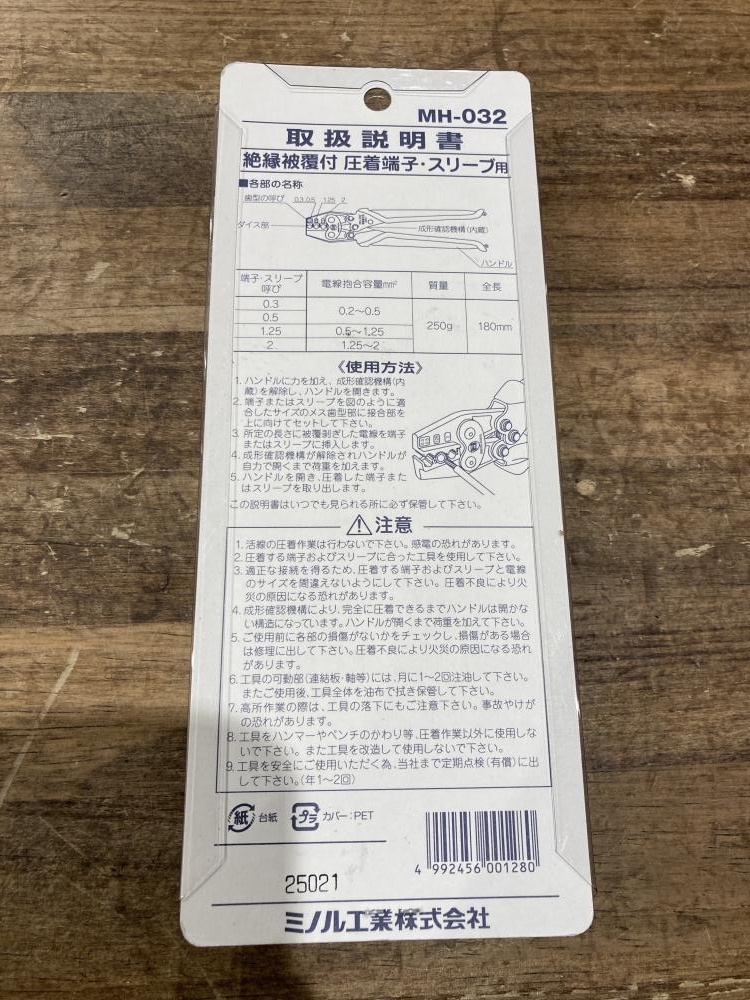 MH-032
取扱説明書
絶縁被覆付 圧着端子・スリーブ用
■各部の名称
歯型の呼び 0.3 0.5 1.25 2
ダイス部
成形確認機構(内蔵)
ハンドル
端子・スリーブ呼び 電線抱合容量mm² 質量 全長
0.3 0.2〜0.5 250g 180mm
0.5
1.25 0.5〜1.25
2 1.25〜2
《使用方法》
1. ハンドルに力を加え、成形確認機構(内
蔵)を解除し、ハンドルを開きます。
2. 端子またはスリーブを図のように適
合したサイズのメス歯型部に接合部を
上に向けてセットして下さい。
3. 所定の長さに被覆剥ぎした電線を端子
またはスリーブに挿入します。
4. 成形確認機構が解除されハンドルが
自力で開くまで荷重を加えます。
5. ハンドルを開き、圧着した端子また
はスリーブを取り出します。
この説明書はいつでも見られる所に必ず保管して下さい。
⚠注意
1. 活線の圧着作業は行わないで下さい。感電の恐れがあります。
2. 圧着する端子およびスリーブに合った工具を使用して下さい。
3. 適正な接続を得るため、圧着する端子およびスリーブと電線
のサイズを間違えないようにして下さい。圧着不良により火
災の原因になる恐れがあります。
4. 成形確認機構により、完全に圧着できるまでハンドルは開かな
い構造になっています。ハンドルが開くまで荷重を加えて下さい。
5. ご使用前に各部の損傷がないかをチェックし、損傷がある場合
は修理に出して下さい。圧着不良により火災の原因になる恐れ
があります。
6. 工具の可動部(連結板・軸等)には、月に1〜2回注油して下さい。
またご使用後、工具全体を油布で拭き保管して下さい。
7. 高所作業の際は、工具の落下にもご注意下さい。事故やけが
の恐れがあります。
8. 工具をハンマーやペンチのかわり等、圧着作業以外に使用しな
いで下さい。また工具を改造して使用しないで下さい。
9. 工具を安全にご使用いただく為、当社まで定期点検(有償)に出
して下さい。(年1〜2回)
紙 台紙 プラ カバー:PET
4 992456 001280
25021
ミノル工業株式会社